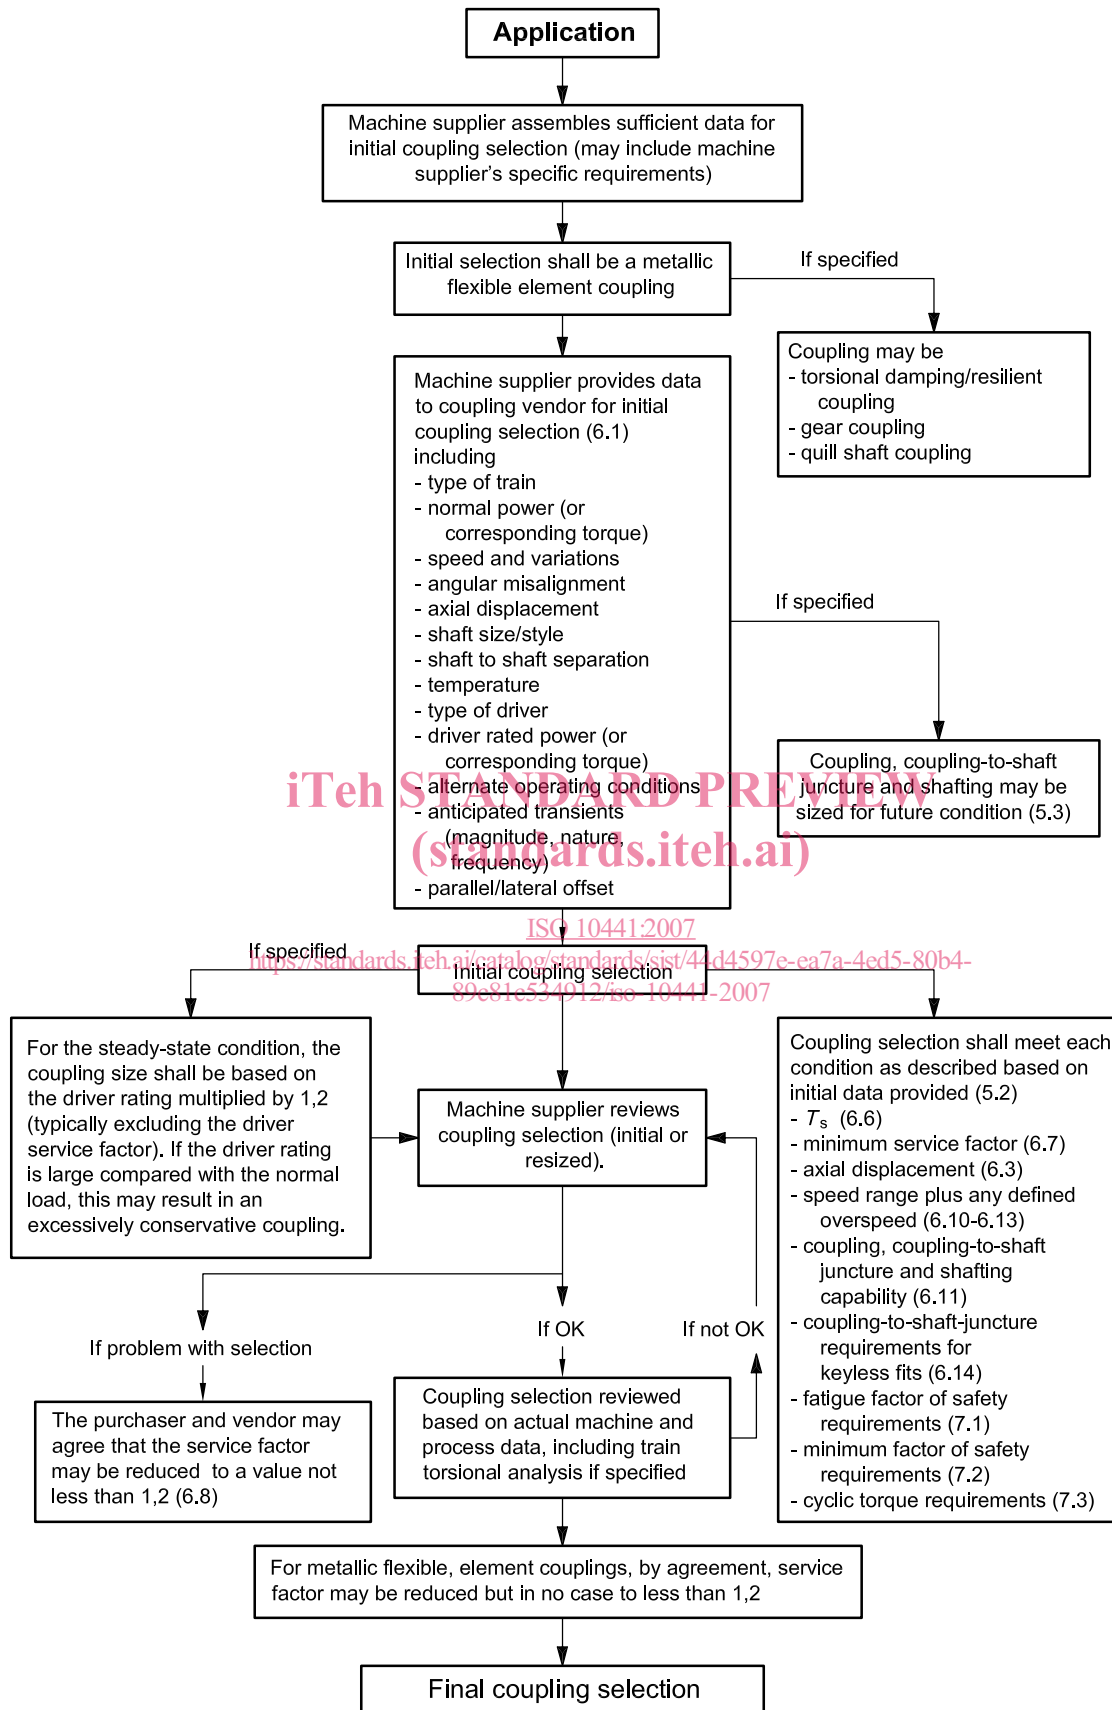 Application
Machine supplier assembles sufficient data for
initial coupling selection (may include machine
supplier's specific requirements)
Initial selection shall be a metallic
flexible element coupling
If specified
Coupling may be
- torsional damping/resilient
coupling
- gear coupling
- quill shaft coupling
Machine supplier provides data
to coupling vendor for initial
coupling selection (6.1)
including
- type of train
- normal power (or
corresponding torque)
- speed and variations
- angular misalignment
- axial displacement
- shaft size/style
- shaft to shaft separation
- temperature
- type of driver
- driver rated power (or
corresponding torque)
- alternate operating conditions
- anticipated transients
(magnitude, nature,
frequency)
- parallel/lateral offset
If specified
Coupling, coupling-to-shaft
juncture and shafting may be
sized for future condition (5.3)
iTeh STANDARD PREVIEW
(standards.iteh.ai)
ISO 10441:2007
https://standards.iteh.ai/catalog/standards/sist/44d4597e-ea7a-4ed5-80b4-
89c81c534912/iso-10441-2007
If specified
Initial coupling selection
For the steady-state condition, the
coupling size shall be based on
the driver rating multiplied by 1,2
(typically excluding the driver
service factor). If the driver rating
is large compared with the normal
load, this may result in an
excessively conservative coupling.
Machine supplier reviews
coupling selection (initial or
resized).
Coupling selection shall meet each
condition as described based on
initial data provided (5.2)
- Ts (6.6)
- minimum service factor (6.7)
- axial displacement (6.3)
- speed range plus any defined
overspeed (6.10-6.13)
- coupling, coupling-to-shaft
juncture and shafting
capability (6.11)
- coupling-to-shaft-juncture
requirements for
keyless fits (6.14)
- fatigue factor of safety
requirements (7.1)
- minimum factor of safety
requirements (7.2)
- cyclic torque requirements (7.3)
If problem with selection
If OK
If not OK
The purchaser and vendor may
agree that the service factor
may be reduced to a value not
less than 1,2 (6.8)
Coupling selection reviewed
based on actual machine and
process data, including train
torsional analysis if specified
For metallic flexible, element couplings, by agreement, service
factor may be reduced but in no case to less than 1,2
Final coupling selection